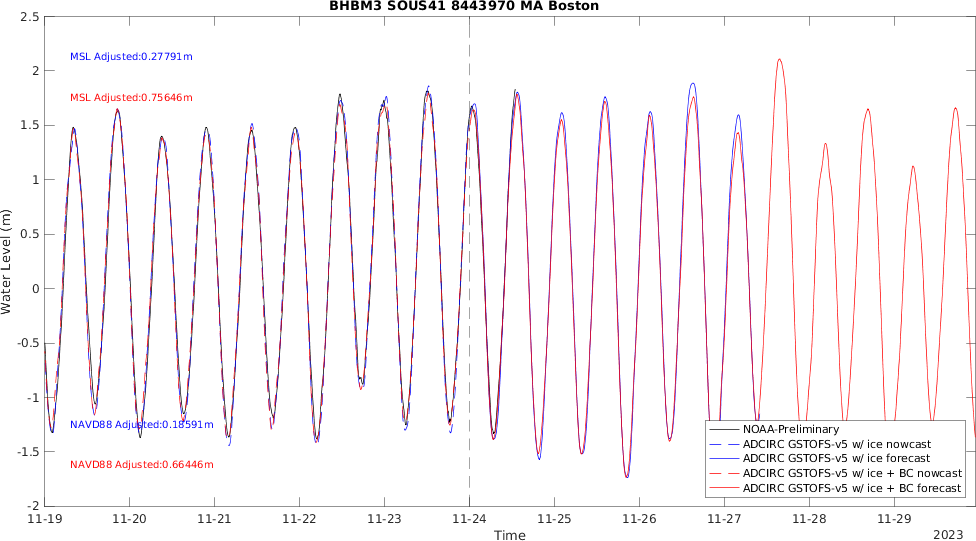 BHBM3 SOUS41 8443970 MA Boston
2.5
2
1.5
1
0.5
0
-0.5
-1
-1.5
-2
Water Level (m)
MSL Adjusted:0.27791m
MSL Adjusted:0.75646m
NAVD88 Adjusted:0.18591m
NAVD88 Adjusted:0.66446m
NOAA-Preliminary
ADCIRC GSTOFS-v5 w/ ice nowcast
ADCIRC GSTOFS-v5 w/ ice forecast
ADCIRC GSTOFS-v5 w/ ice + BC nowcast
ADCIRC GSTOFS-v5 w/ ice + BC forecast
11-19 11-20 11-21 11-22 11-23 11-24 11-25 11-26 11-27 11-28 11-29
Time
2023